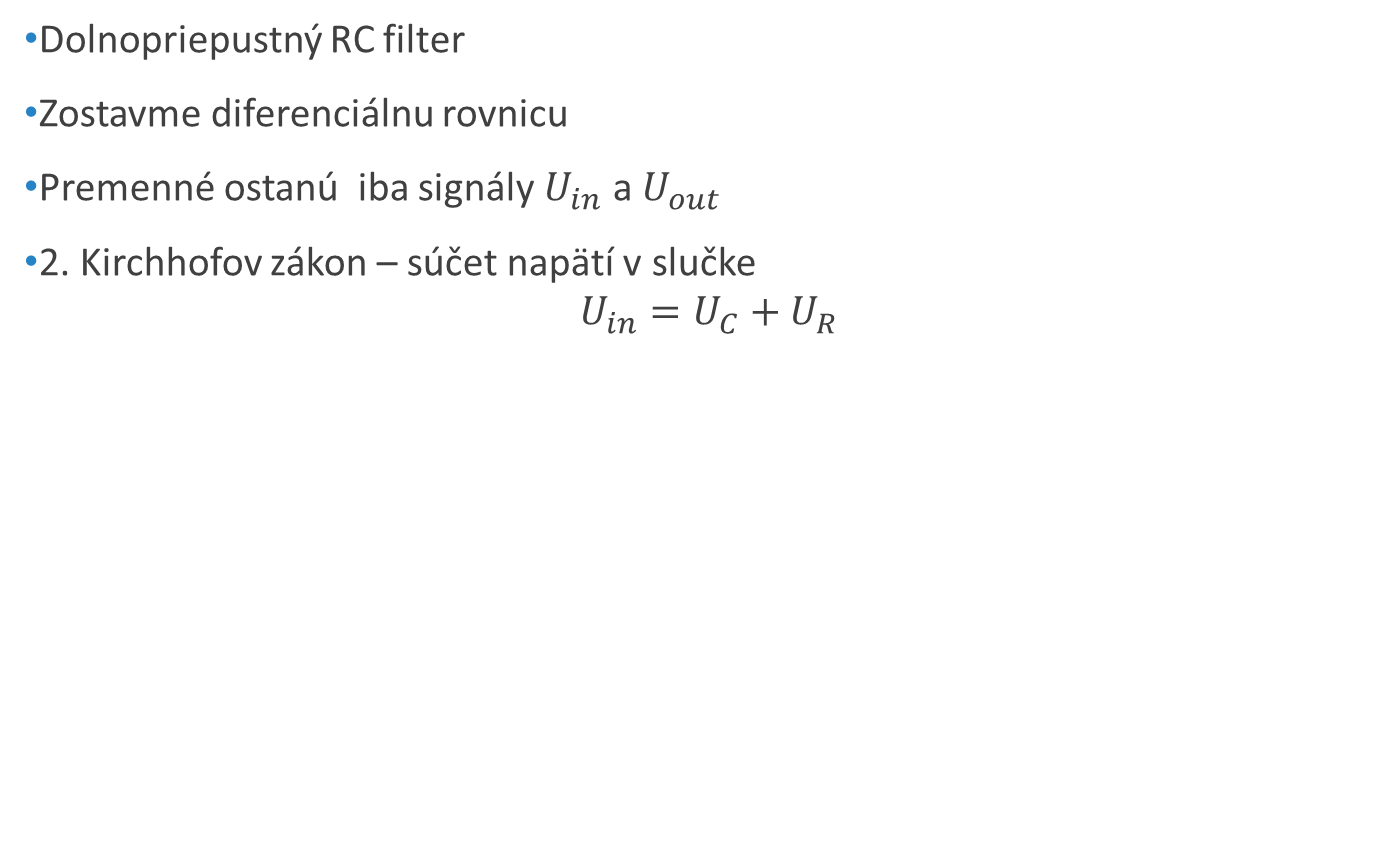 •Dolnopriepustný RC filter
•Zostavme diferenciálnu rovnicu
•Premenné ostanú  iba signály U_in a U_out
•2. Kirchhofov zákon – súčet napätí v slučke
U_in = U_C + U_R